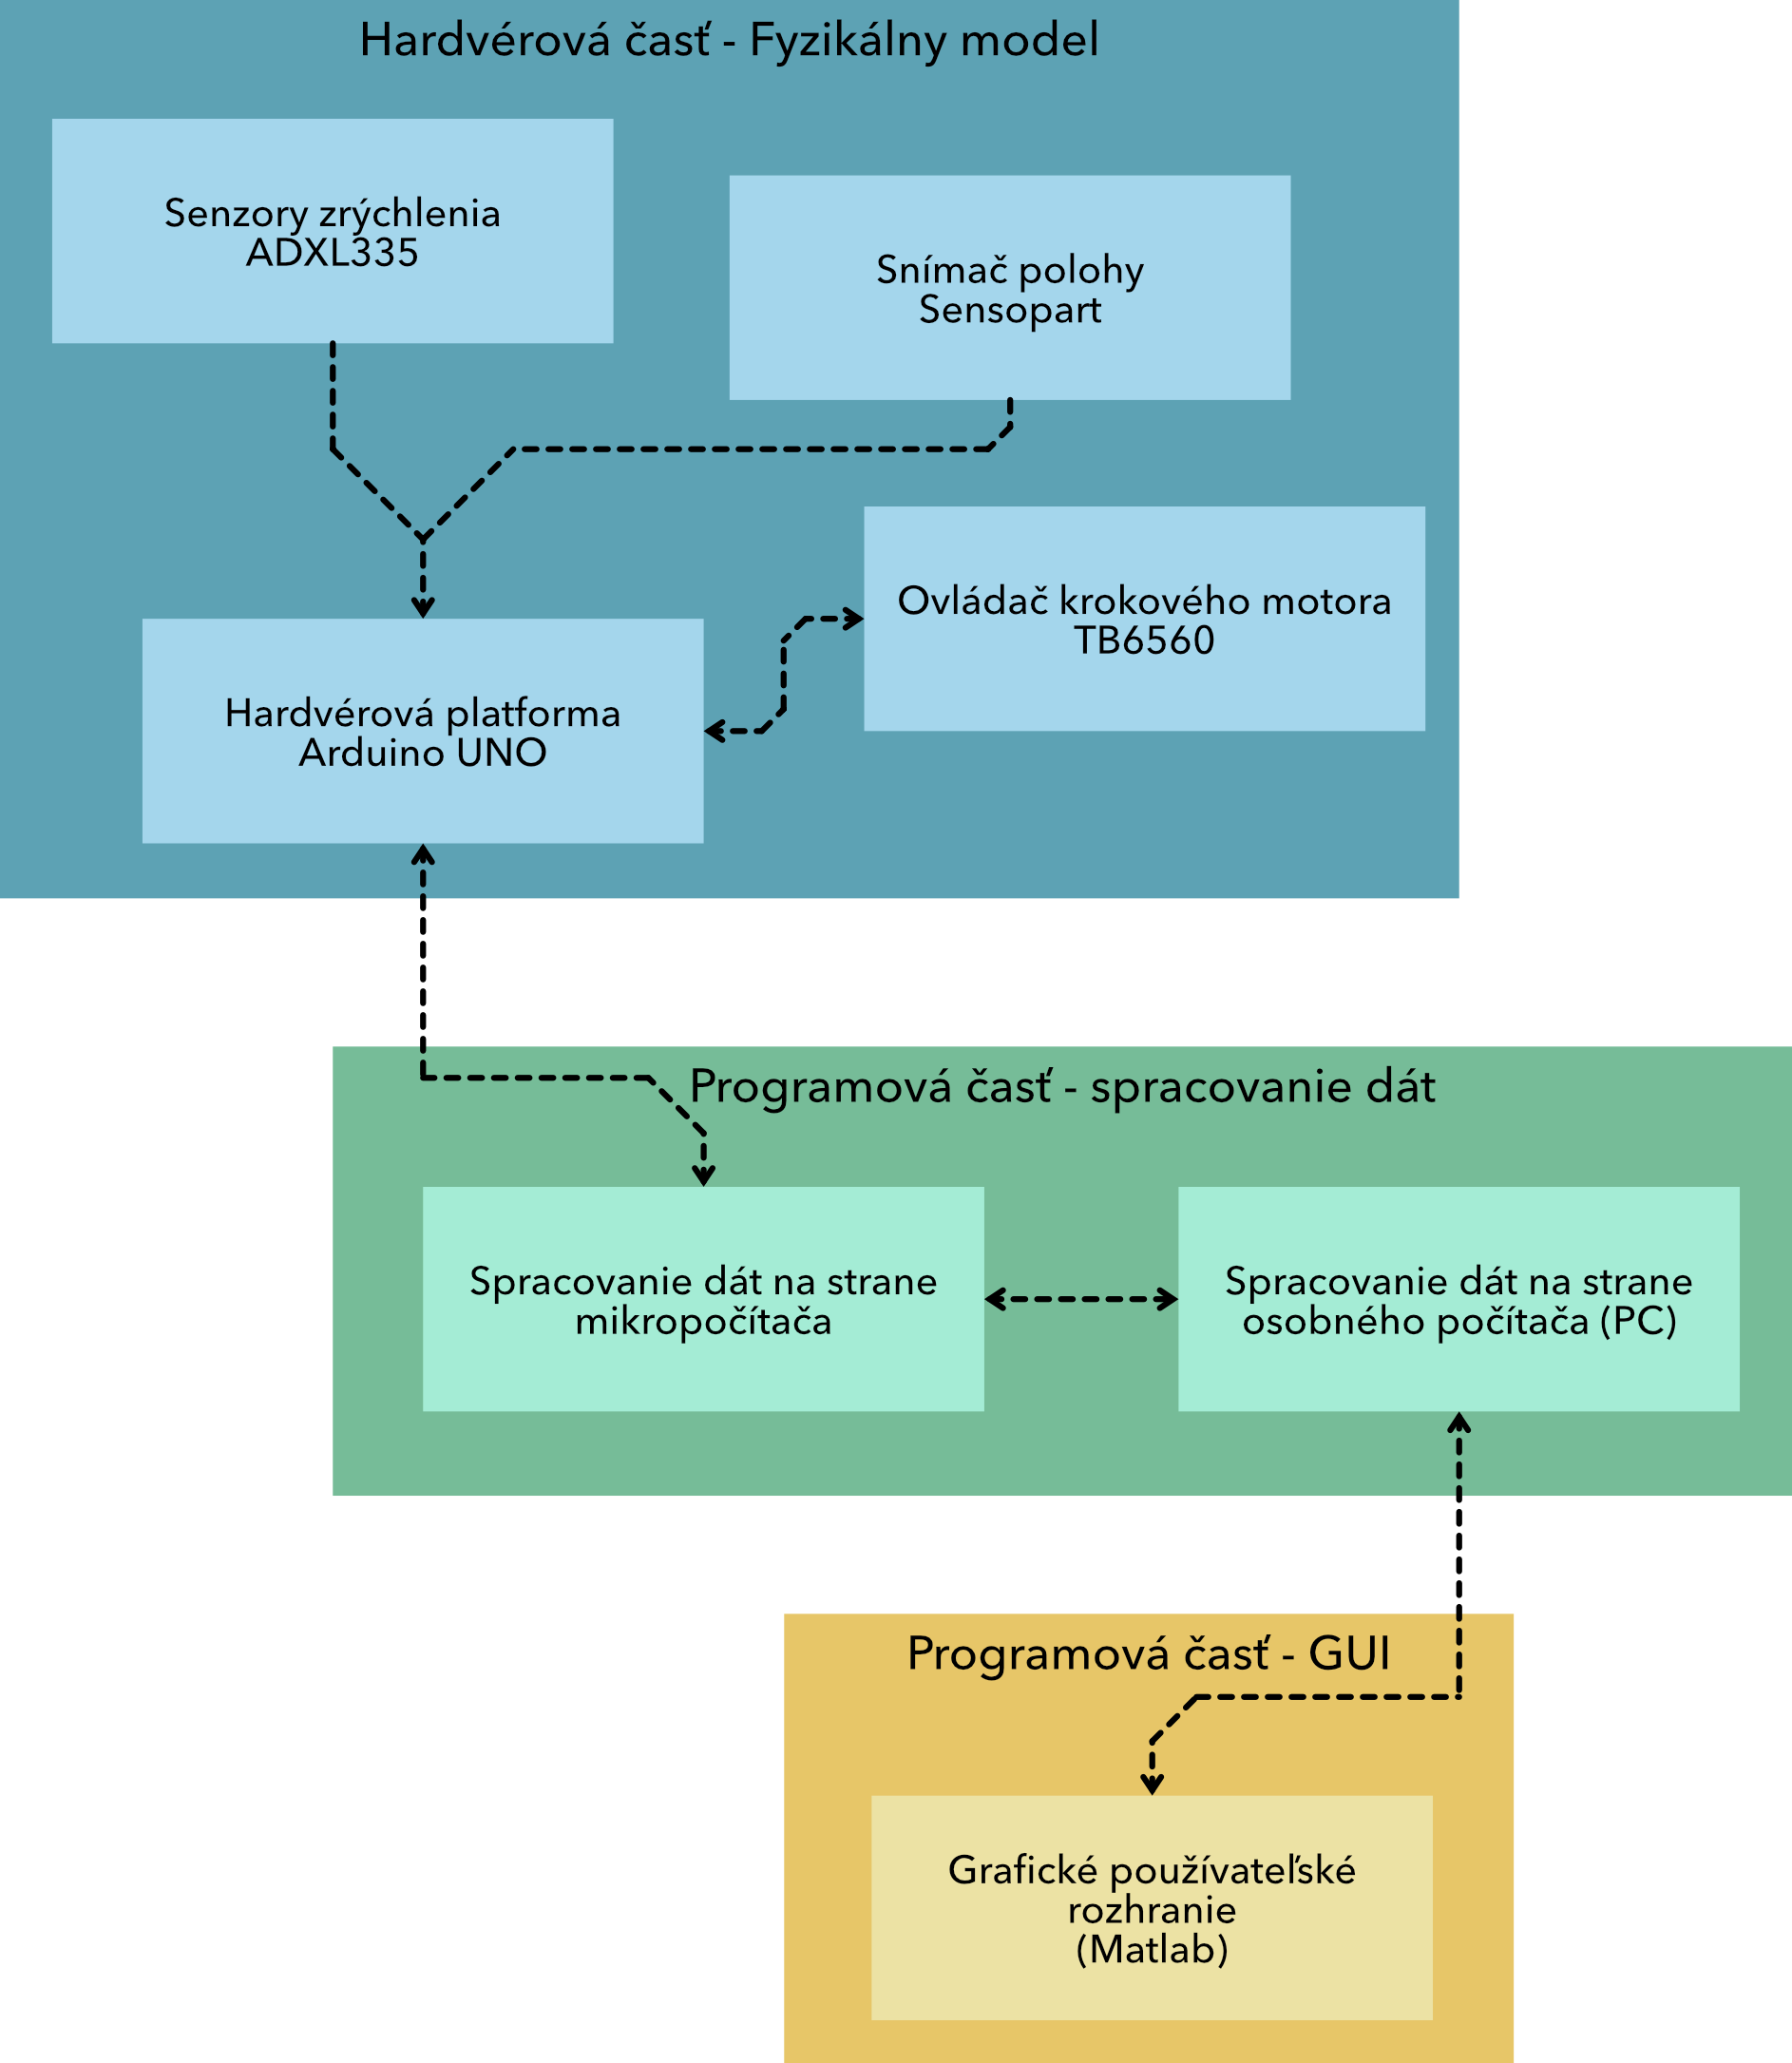 Hardvérová časť - Fyzikálny model
Senzory zrýchlenia
ADXL335
Snímač polohy
Sensopart
Ovládač krokového motora
TB6560
Hardvérová platforma
Arduino UNO
Programová časť - spracovanie dát
Spracovanie dát na strane
mikropočítača
Spracovanie dát na strane
osobného počítača (PC)
Programová časť - GUI
Grafické používateľské
rozhranie
(Matlab)